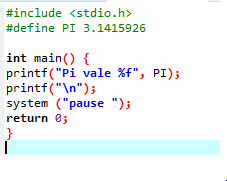 #include <stdio.h>
#define PI 3.1415926
int main() {
printf("Pi vale %f", PI);
printf("\n");
system ("pause ");
return 0;
}